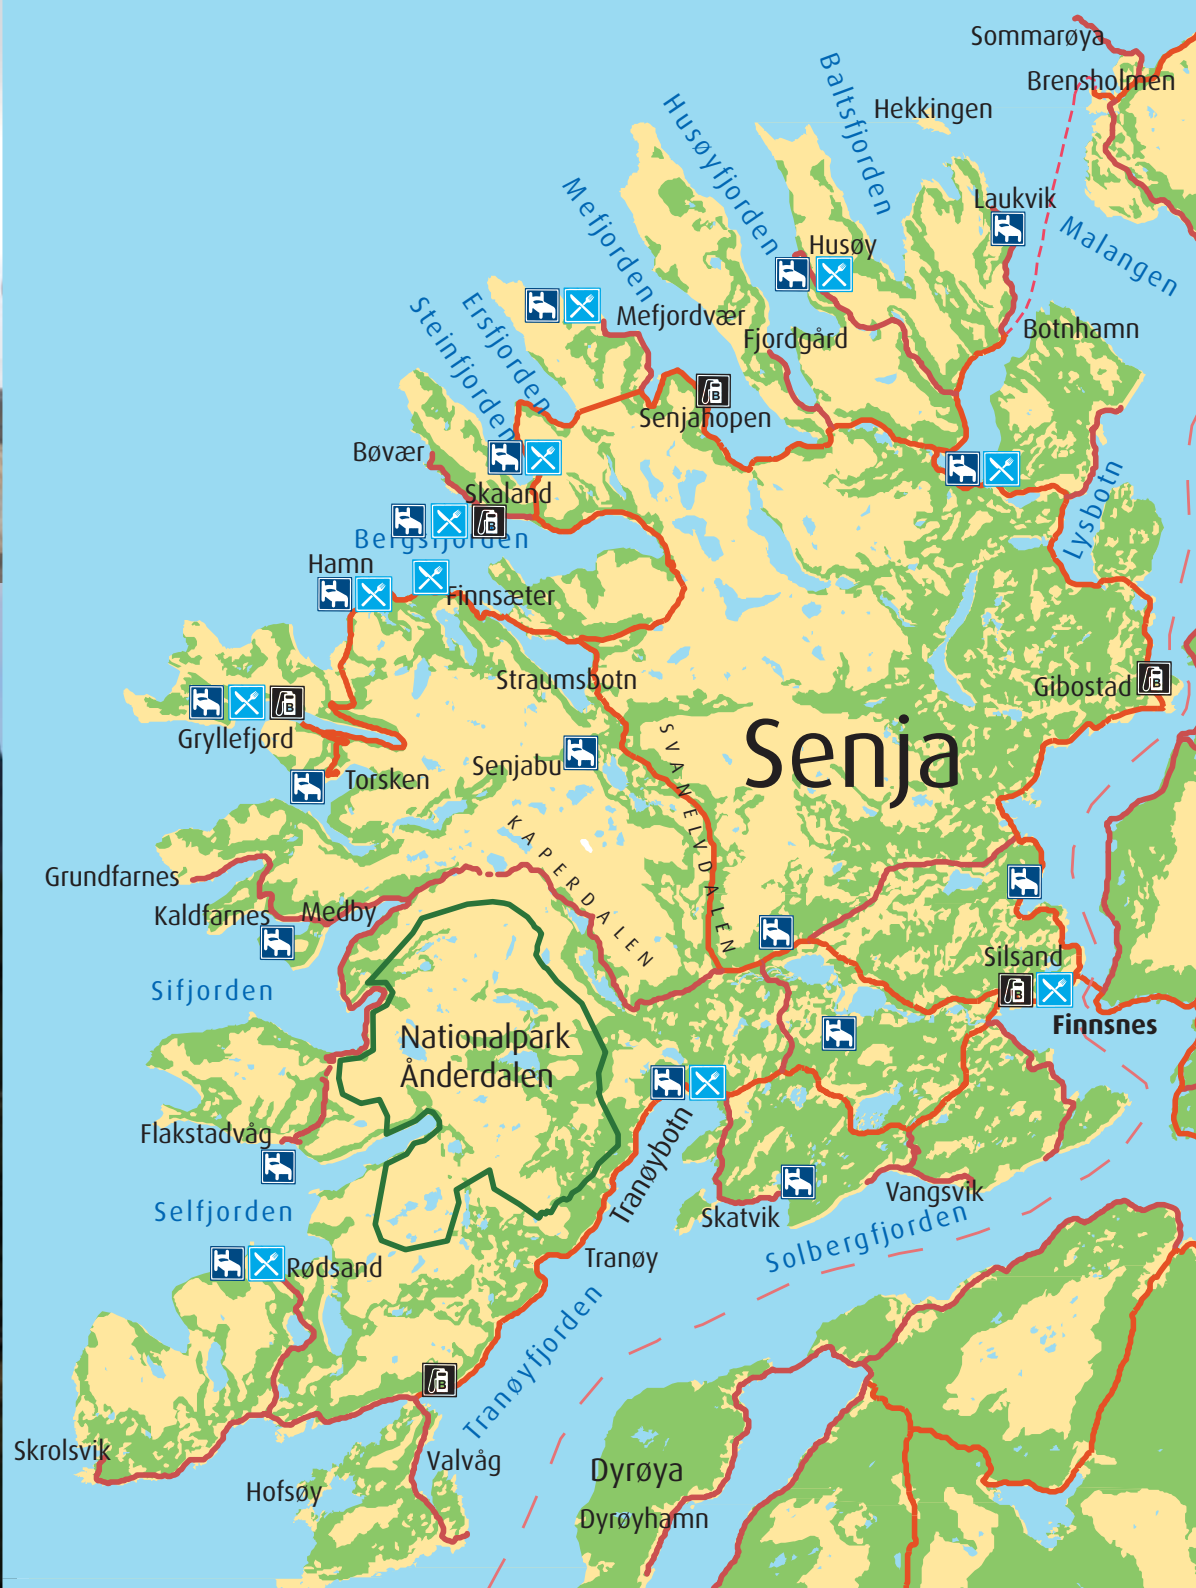 Sommarøya
Brensholmen
Baltsfjorden
Hekkingen
Husøyfjorden
Mefjorden
Laukvik
Malangen
Husøy
Ersfjorden
Steinfjorden
Mefjordvær
Fjordgård
Botnhamn
B
Senjahopen
Bøvær
Skaland
B
Bergsfjorden
Lysbotn
Hamn
Finnsæter
Straumsbotn
B
Gibostad
B
Gryllefjord
SVANELVDALEN
Senja
Senjabu
Torsken
KAPERDALEN
Grundfarnes
Kaldfarnes
Medby
Silsand
B
Sifjorden
Finnsnes
Nationalpark
Ånderdalen
Flakstadvåg
Tranøybotn
Selfjorden
Skatvik
Vangsvik
Solbergfjorden
Rødsand
Tranøy
Tranøyfjorden
B
Skrolsvik
Valvåg
Hofsøy
Dyrøya
Dyrøyhamn